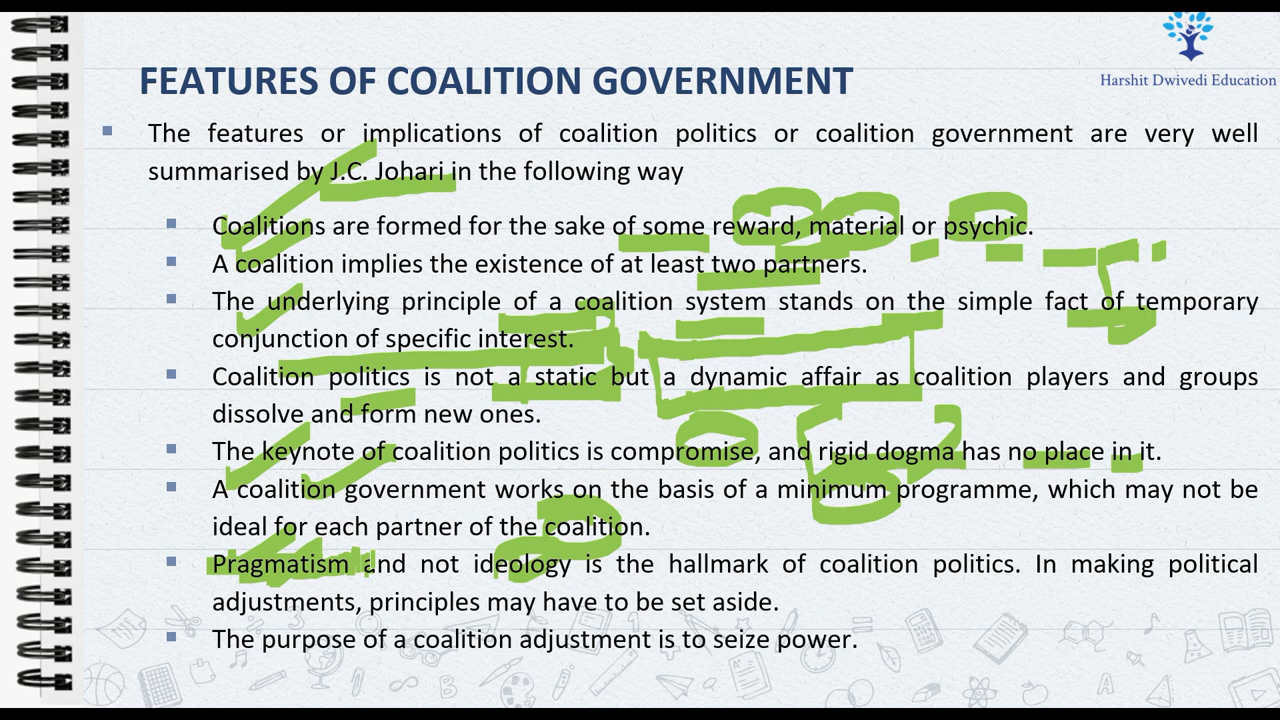 Harshit Dwivedi Education
FEATURES OF COALITION GOVERNMENT
The features or implications of coalition politics or coalition government are very well
summarised by J.C. Johari in the following way
Coalitions are formed for the sake of some reward, material or psychic.
A coalition implies the existence of at least two partners.
The underlying principle of a coalition system stands on the simple fact of temporary
conjunction of specific interest.
Coalition politics is not a static but a dynamic affair as coalition players and groups
dissolve and form new ones.
The keynote of coalition politics is compromise, and rigid dogma has no place in it.
A coalition government works on the basis of a minimum programme, which may not be
ideal for each partner of the coalition.
Pragmatism and not ideology is the hallmark of coalition politics. In making political
adjustments, principles may have to be set aside.
The purpose of a coalition adjustment is to seize power.